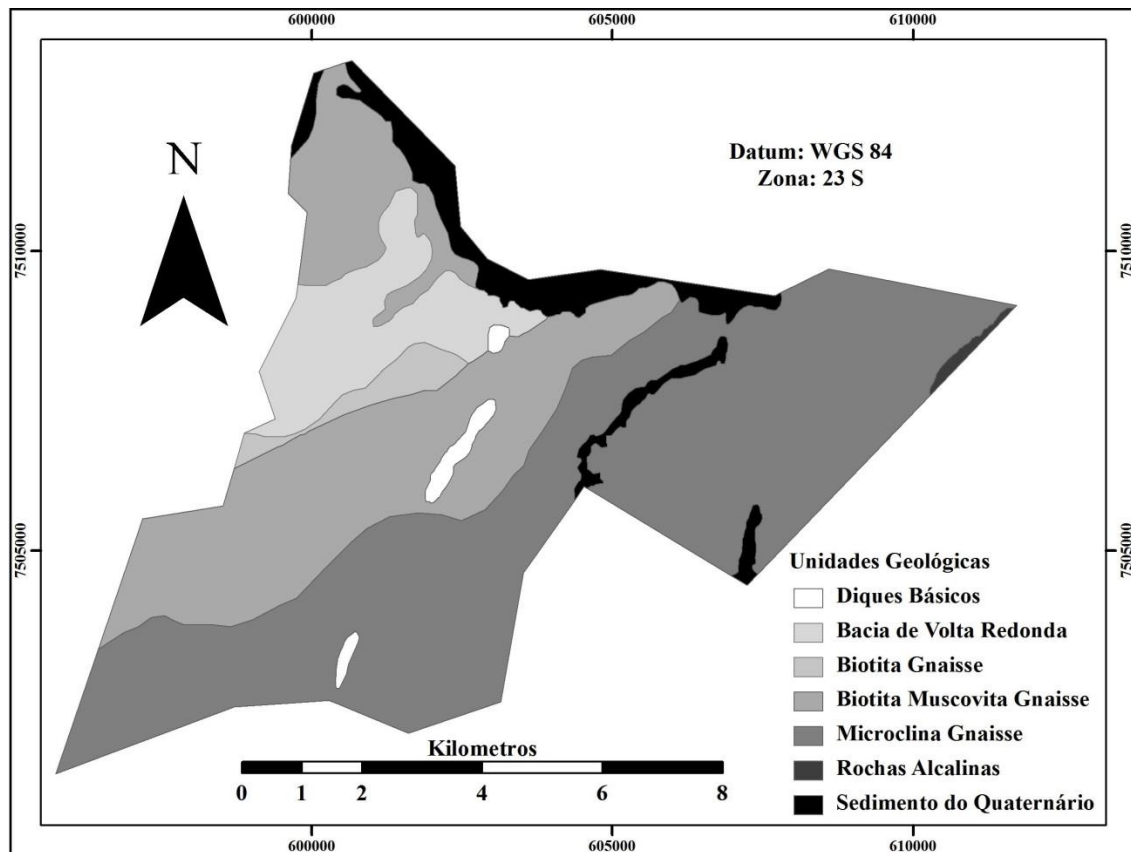 600000 605000 610000
Datum: WGS 84
Zona: 23 S
N
7510000 7510000
7505000 7505000
Unidades Geológicas
Diques Básicos
Bacia de Volta Redonda
Biotita Gnaisse
Biotita Muscovita Gnaisse
Microclina Gnaisse
Rochas Alcalinas
Sedimento do Quaternário
Kilometros
0 1 2 4 6 8
600000 605000 610000